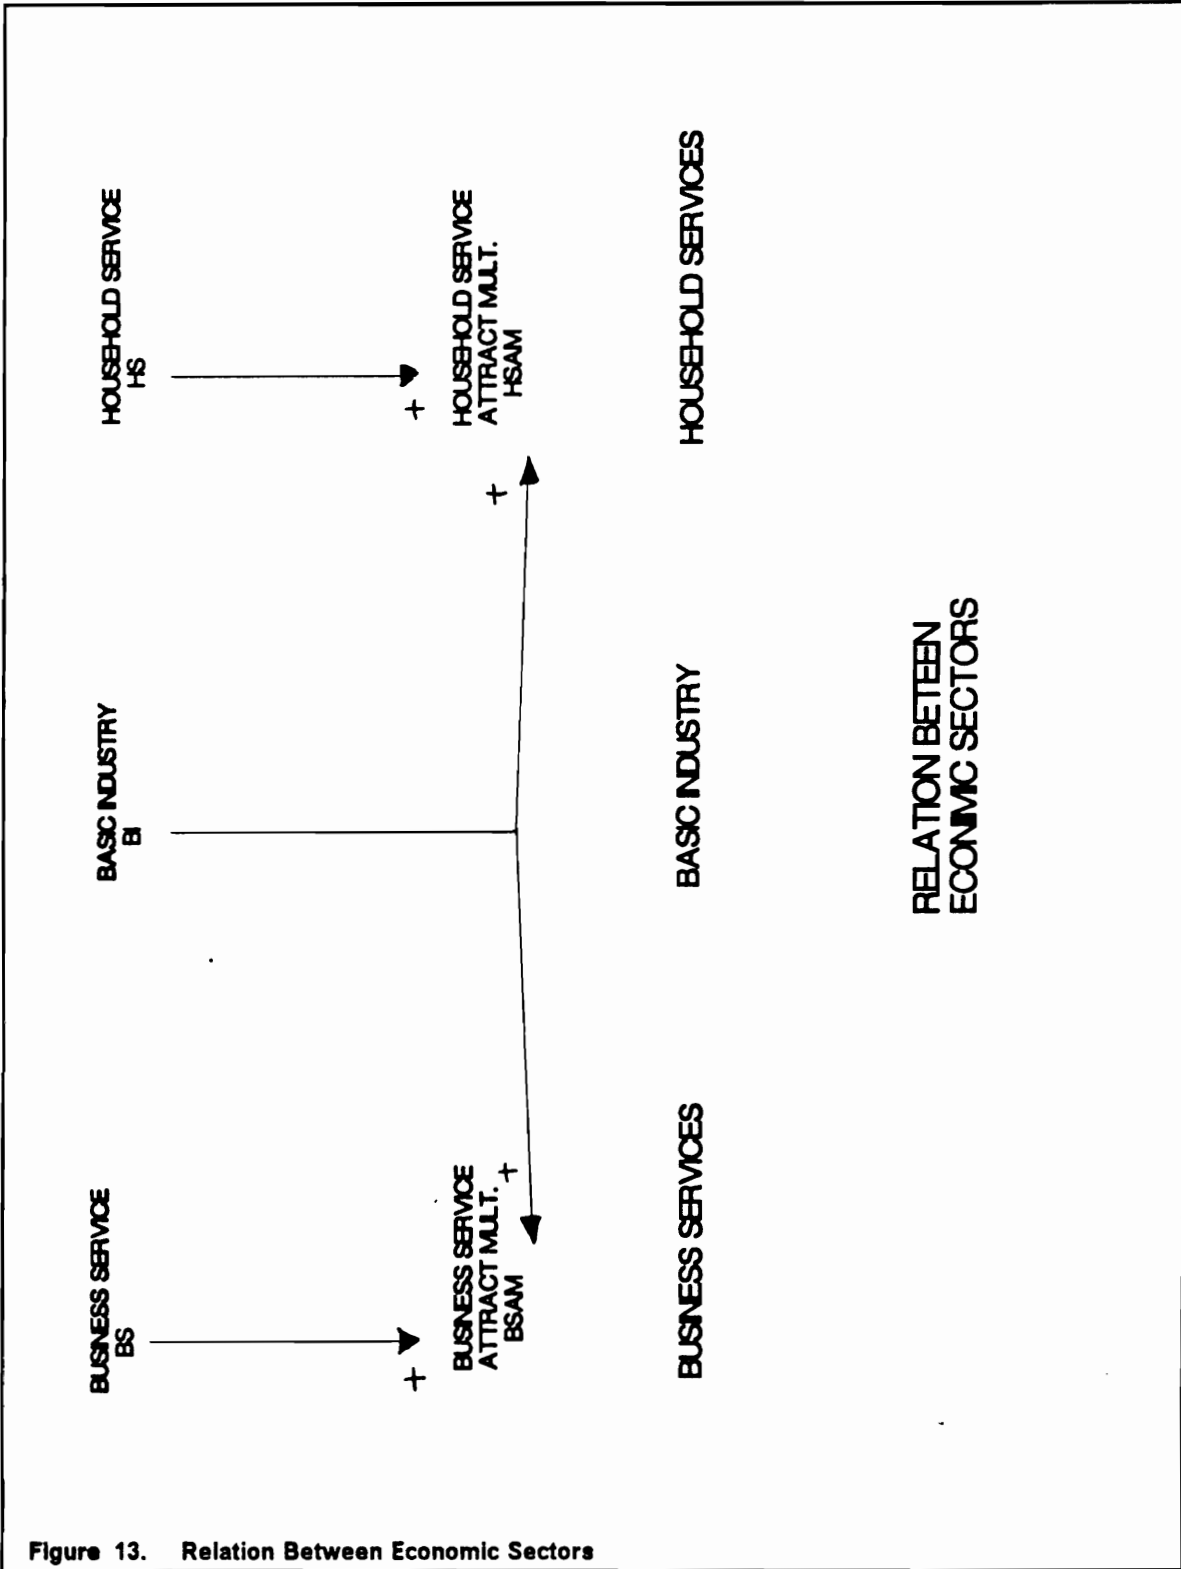 BUSINESS SERVICE
BS
BASIC INDUSTRY
BI
HOUSEHOLD SERVICE
HS
+
+
BUSINESS SERVICE
ATTRACT MULT.
BSAM
+
+
HOUSEHOLD SERVICE
ATTRACT MULT.
HSAM
BUSINESS SERVICES
BASIC INDUSTRY
HOUSEHOLD SERVICES
RELATION BETEEN
ECONIMIC SECTORS
Figure 13. Relation Between Economic Sectors